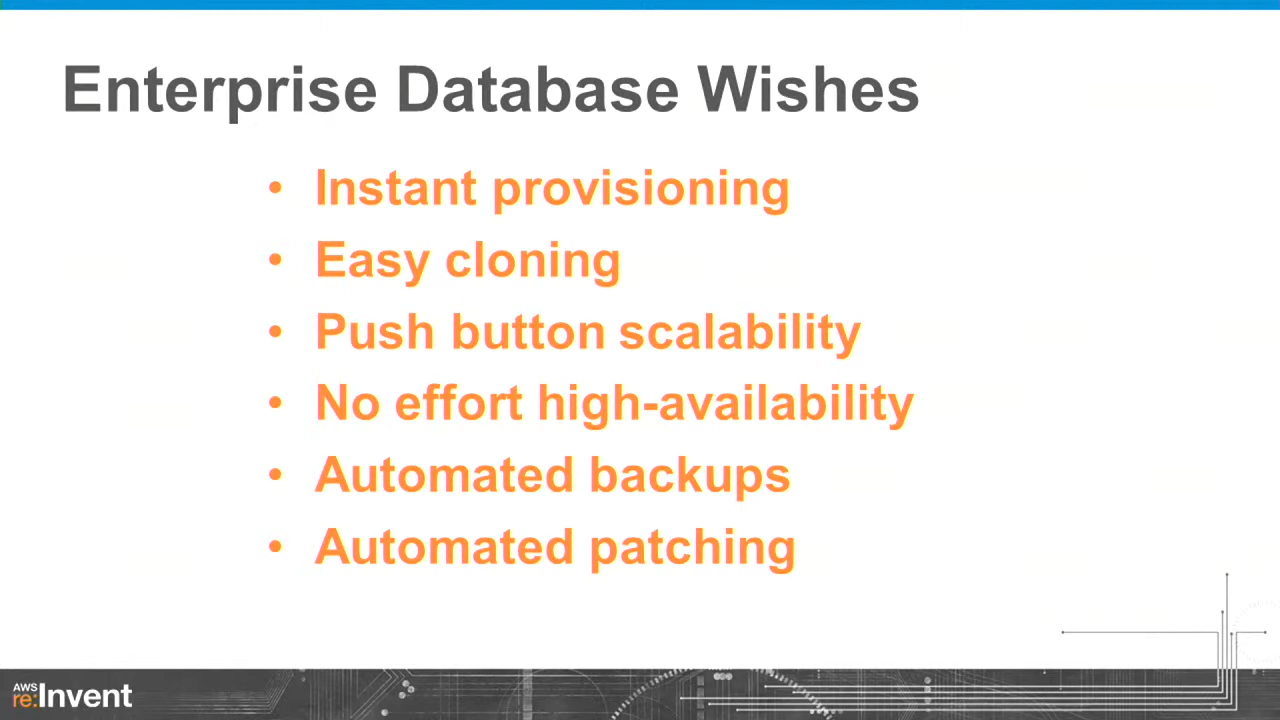 Enterprise Database Wishes
• Instant provisioning
• Easy cloning
• Push button scalability
• No effort high-availability
• Automated backups
• Automated patching
AWS
re:Invent